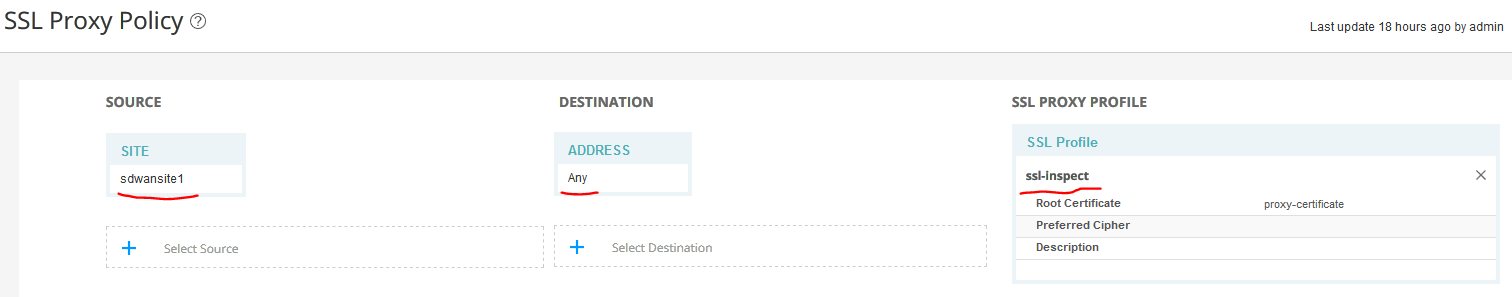 SSL Proxy Policy ?
Last update 18 hours ago by admin
SOURCE
DESTINATION
SSL PROXY PROFILE
SITE
sdwansite1
ADDRESS
Any
SSL Profile
ssl-inspect
Root Certificate proxy-certificate
Preferred Cipher
Description
Select Source
Select Destination